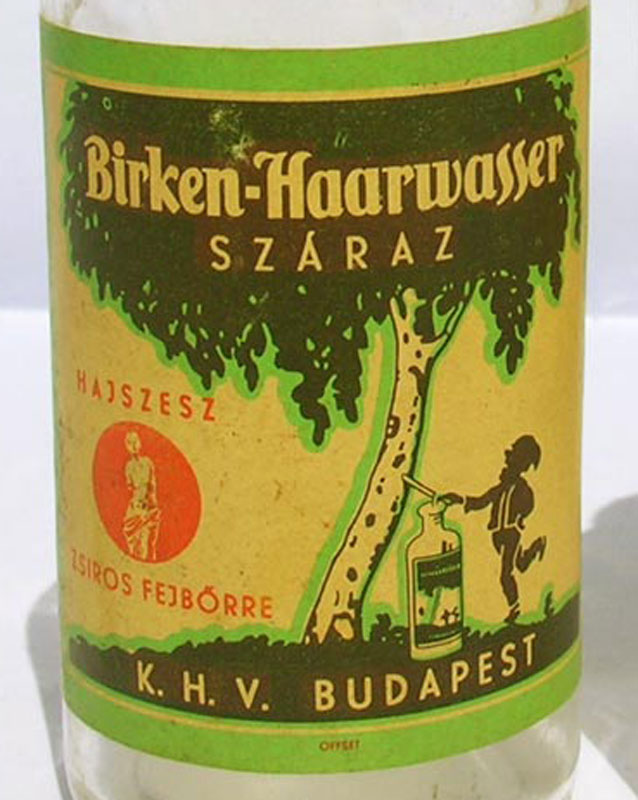 Birken-Haarwasser
SZÁRAZ
HAJSZESZ
ZSIROS FEJBŐRRE
K. H. V. BUDAPEST
OFFSET